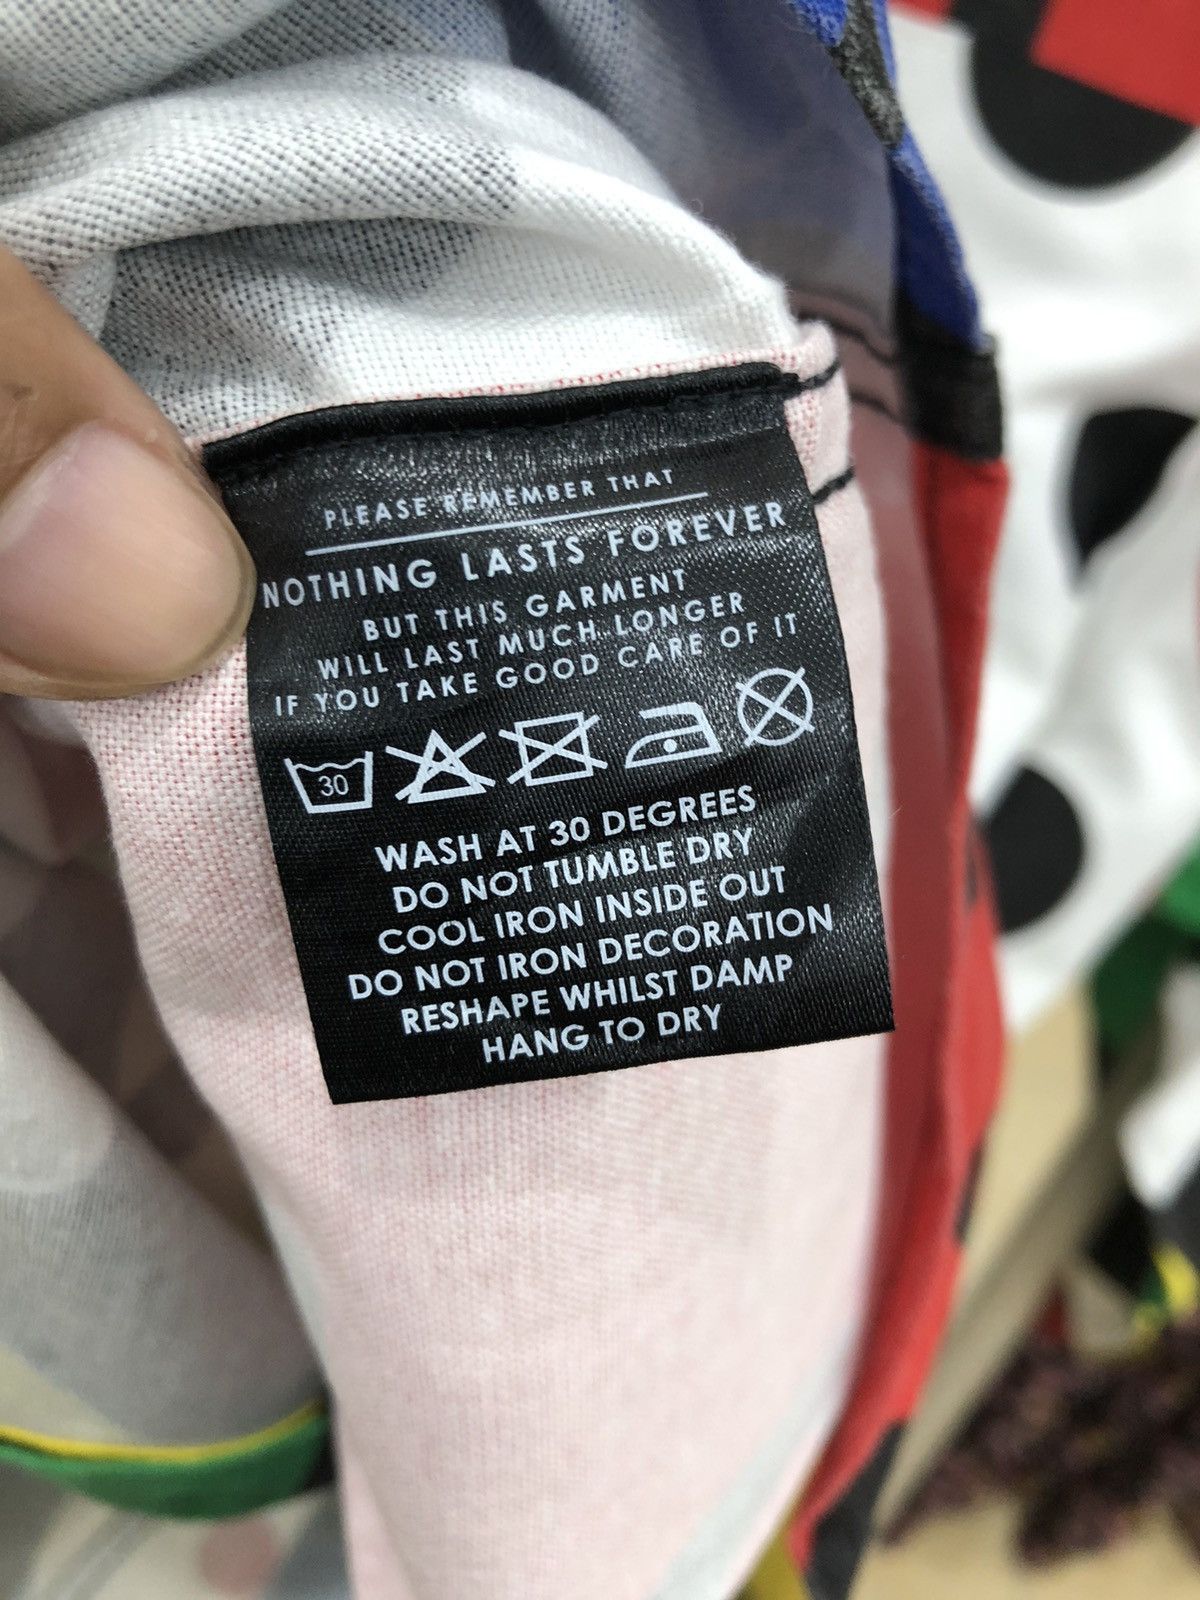 PLEASE REMEMBER THAT
NOTHING LASTS FOREVER
BUT THIS GARMENT
WILL LAST MUCH LONGER
IF YOU TAKE GOOD CARE OF IT
30
WASH AT 30 DEGREES
DO NOT TUMBLE DRY
COOL IRON INSIDE OUT
DO NOT IRON DECORATION
RESHAPE WHILST DAMP
HANG TO DRY